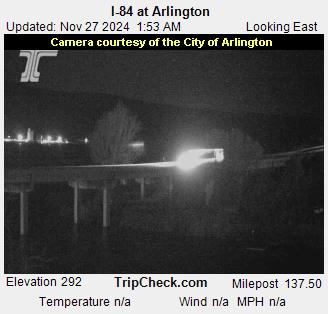 I-84 at Arlington
Updated: Nov 27 2024 1:53 AM Looking East
Camera courtesy of the City of Arlington
Elevation 292 TripCheck.com Milepost 137.50
Temperature n/a Wind n/a MPH n/a